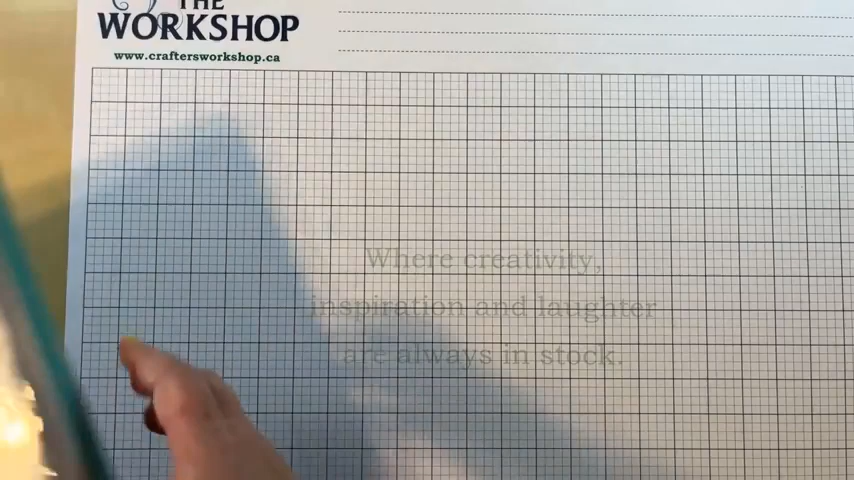 THE
WORKSHOP
www.craftersworkshop.ca
Where creativity,
inspiration and laughter
are always in stock.